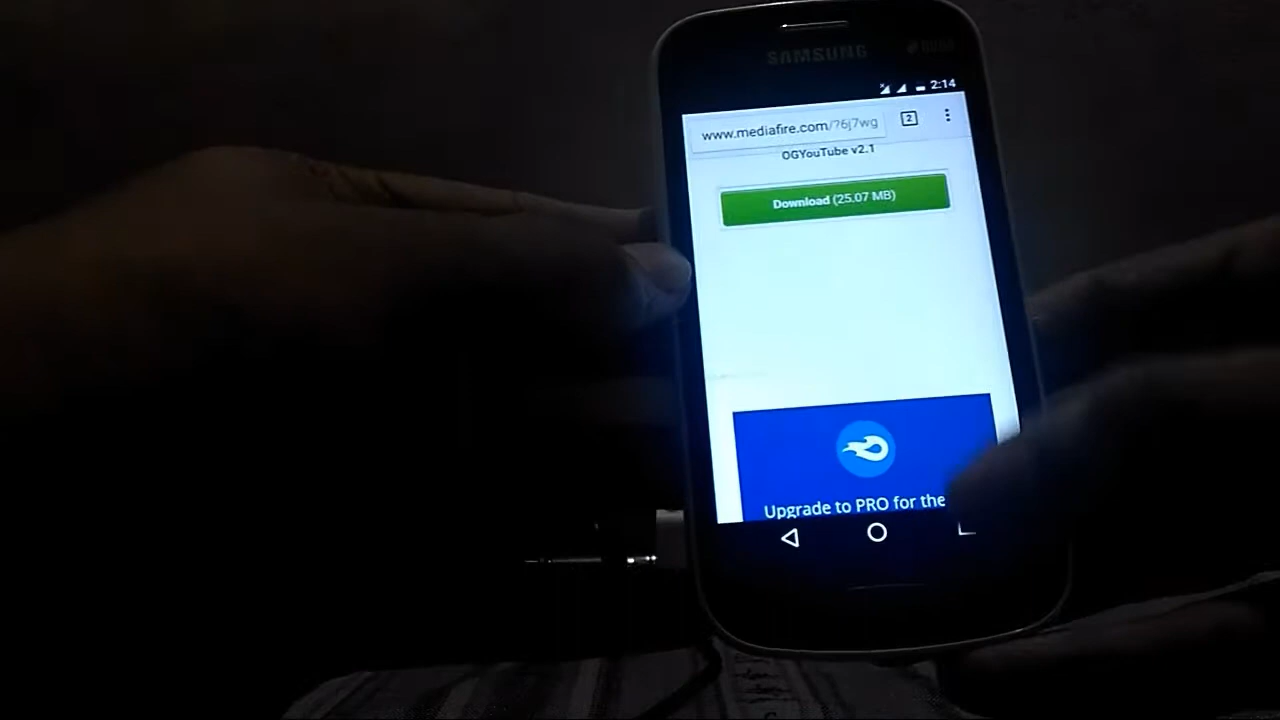 SAMSUNG DUOS
2:14
www.mediafire.com/?6j7wg
2
OGYouTube v2.1
Download (25.07 MB)
Upgrade to PRO for the